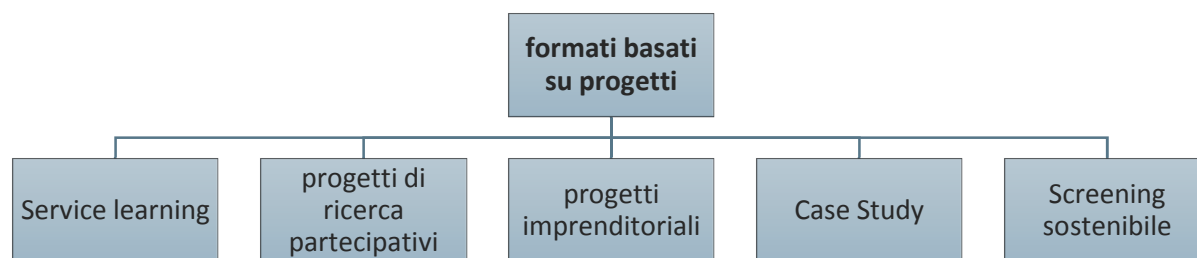 formati basati
su progetti
Service learning
progetti di
ricerca
partecipativi
progetti
imprenditoriali
Case Study
Screening
sostenibile